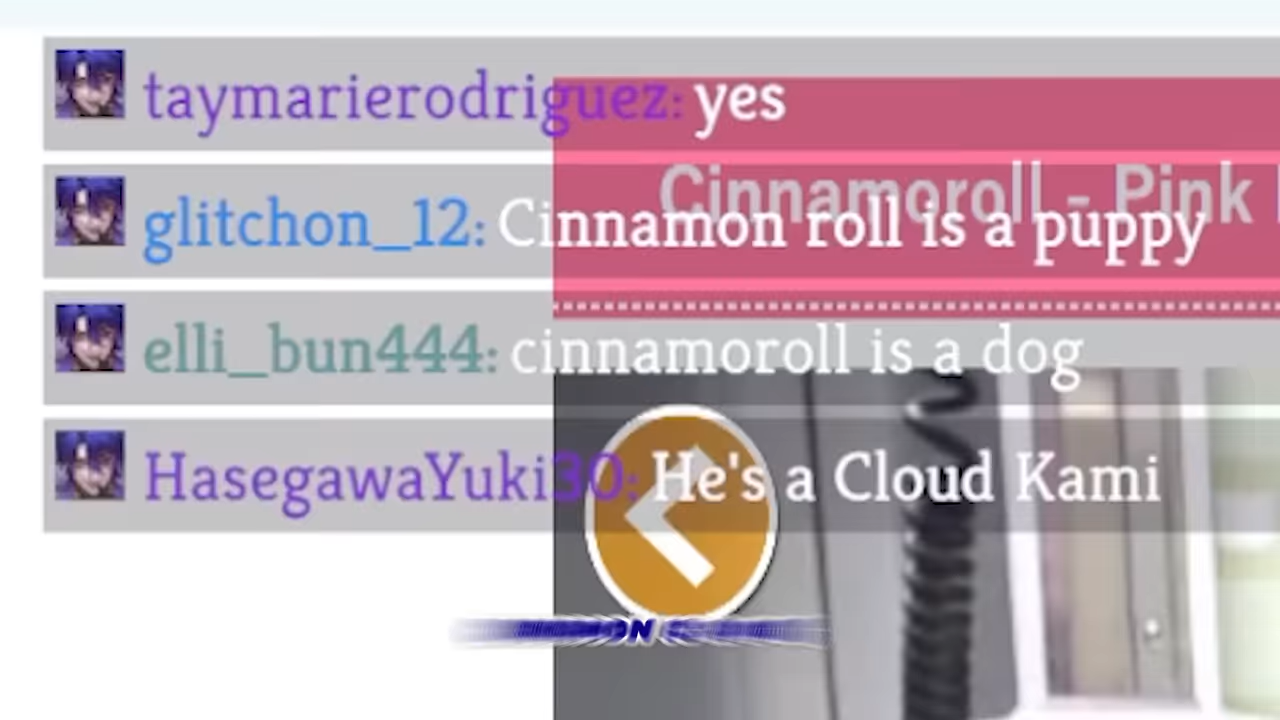 taymarierodriguez: yes
Cinnamoroll - Pink
glitchon_12: Cinnamon roll is a puppy
elli_bun444: cinnamoroll is a dog
HasegawaYuki30: He's a Cloud Kami